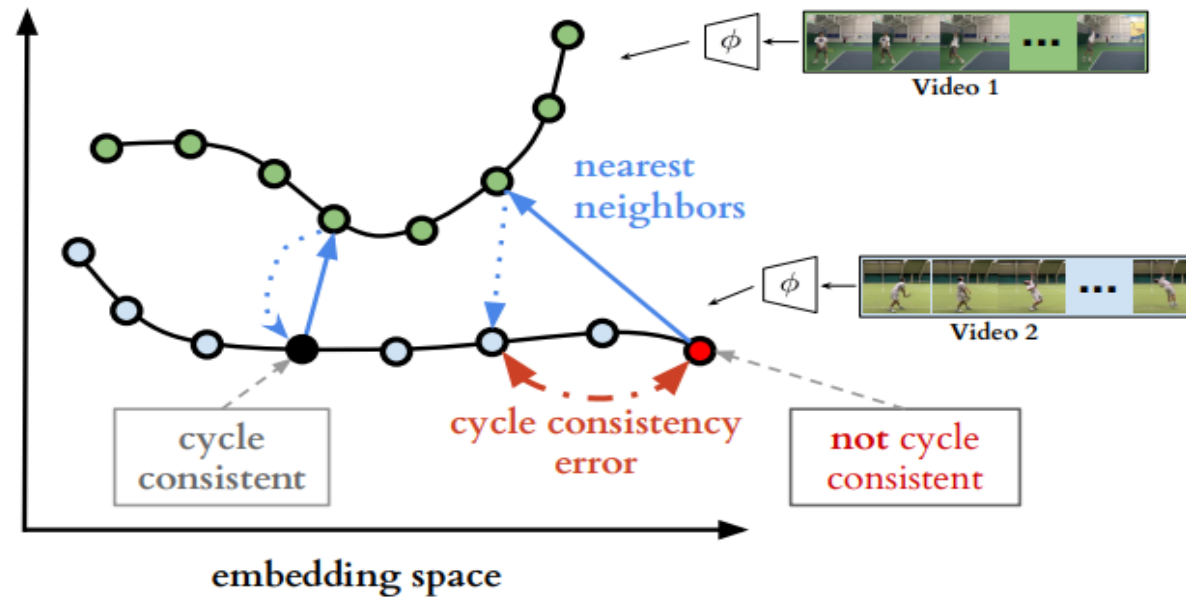 ϕ
...
Video 1
nearest
neighbors
ϕ
...
Video 2
cycle
consistent
cycle consistency
error
not cycle
consistent
embedding space